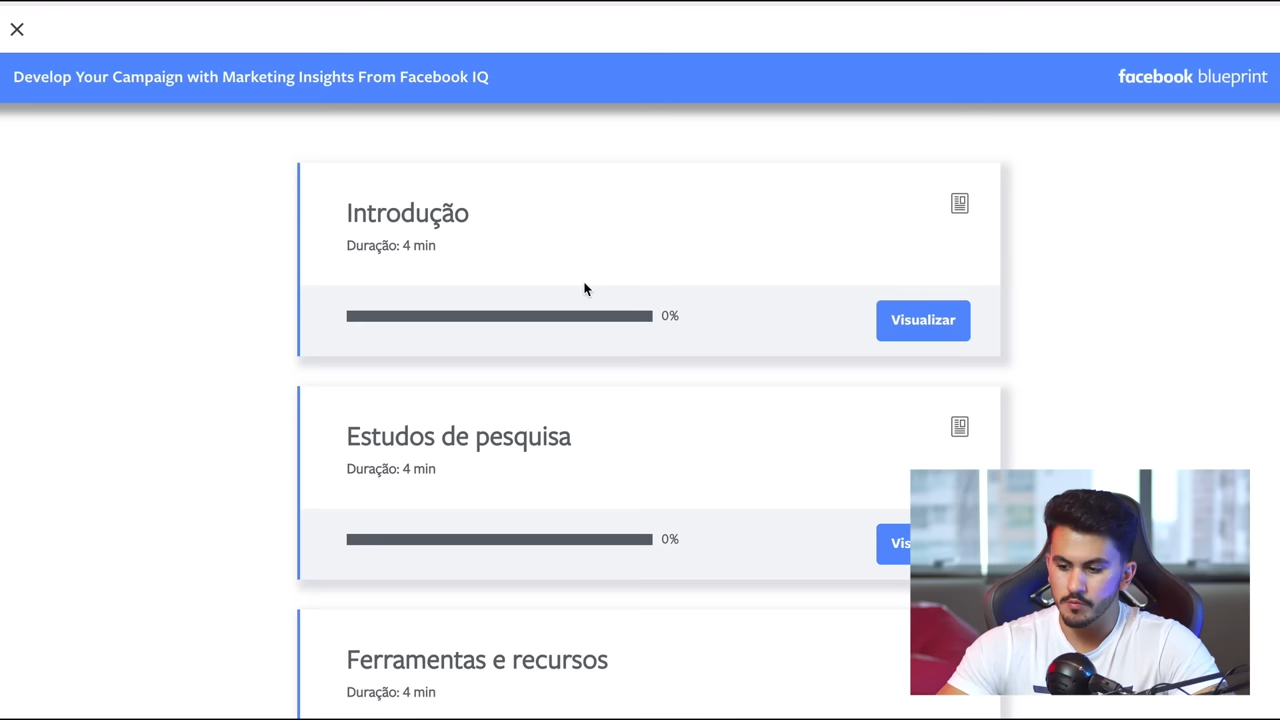 Develop Your Campaign with Marketing Insights From Facebook IQ
facebook blueprint
Introdução
Duração: 4 min
0%
Visualizar
Estudos de pesquisa
Duração: 4 min
0%
Vis
Ferramentas e recursos
Duração: 4 min